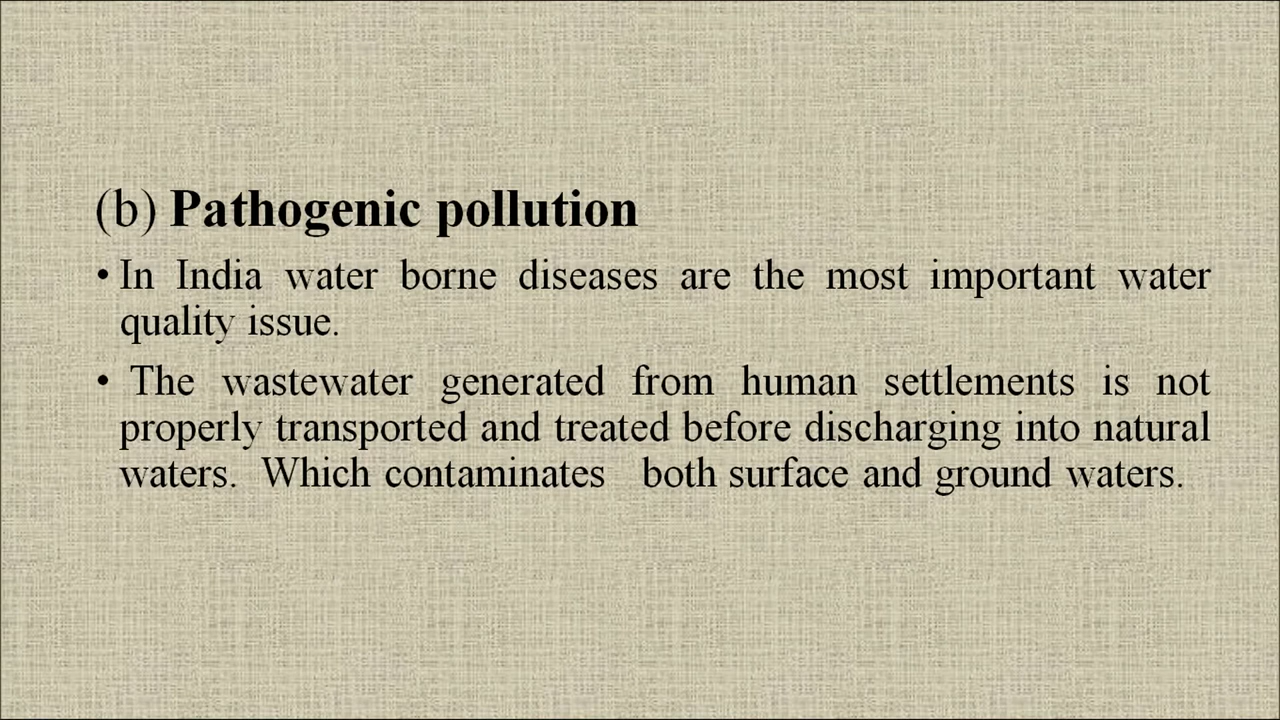 (b) Pathogenic pollution
• In India water borne diseases are the most important water
quality issue.
• The wastewater generated from human settlements is not
properly transported and treated before discharging into natural
waters. Which contaminates both surface and ground waters.